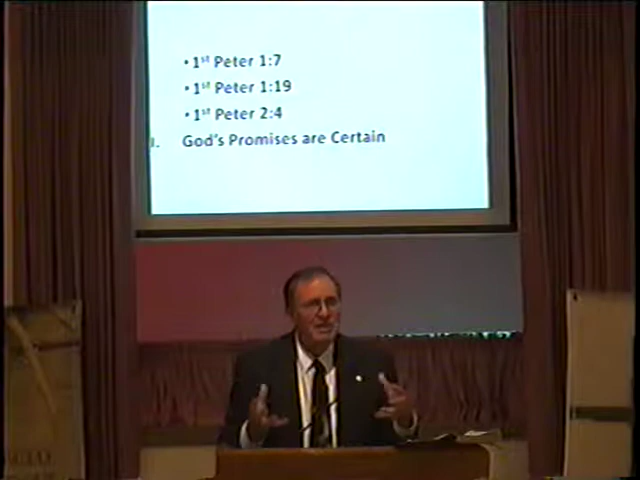 • 1st Peter 1:7
• 1st Peter 1:19
• 1st Peter 2:4
I. God's Promises are Certain